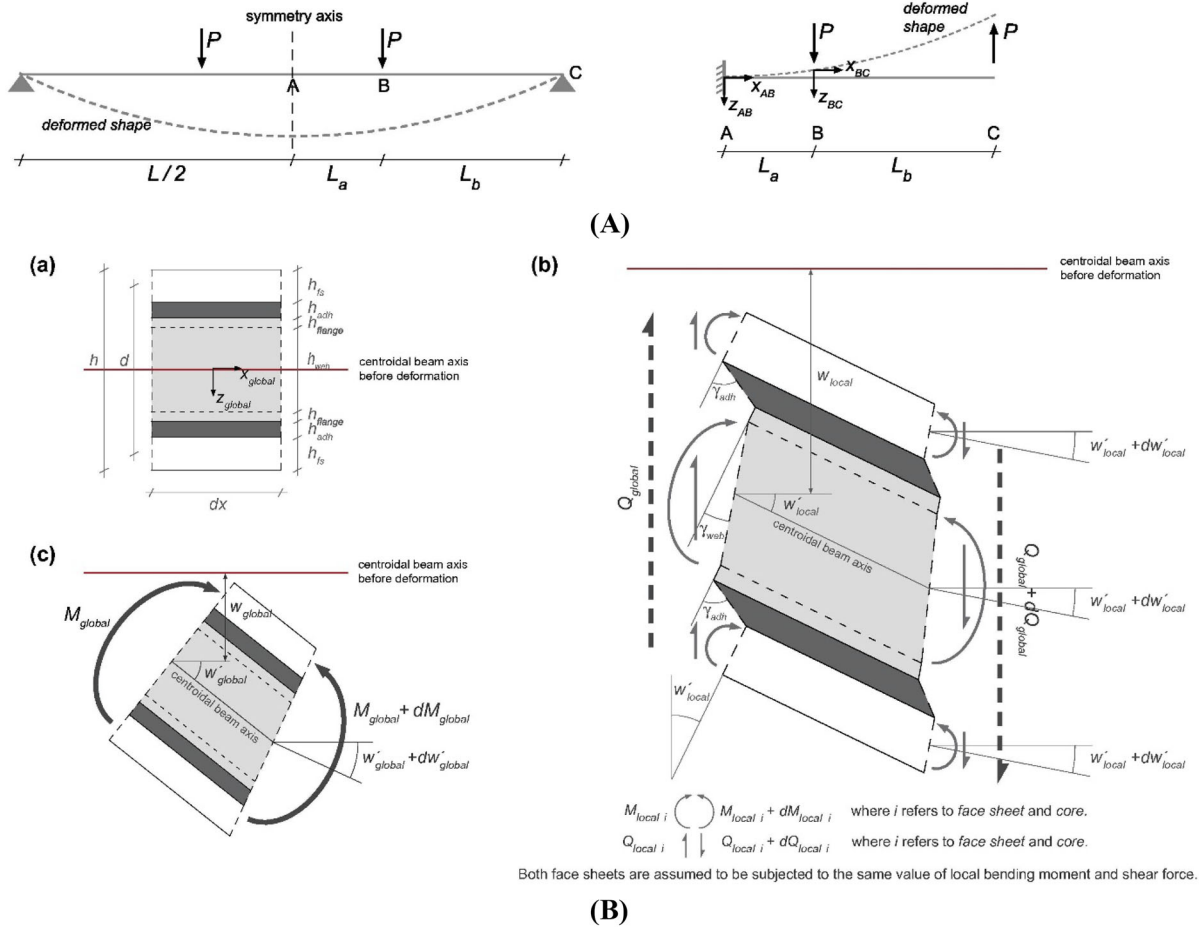 symmetry axis
P
P
A
B
C
deformed shape
L/2
L_a
L_b
deformed shape
P
P
x_AB
z_AB
x_BC
z_BC
A
B
C
L_a
L_b
(A)
(a)
h
d
h_fs
h_adh
h_flange
h_web
h_flange
h_adh
h_fs
x_global
z_global
centroidal beam axis
before deformation
dx
(b)
centroidal beam axis
before deformation
w_local
γ_adh
Q_global
w´_local
γ_web
centroidal beam axis
γ_adh
w´_local
w´_local + dw´_local
w´_local + dw´_local
w´_local + dw´_local
Q_global + dQ_global
(c)
centroidal beam axis
before deformation
M_global
w_global
w´_global
centroidal beam axis
M_global + dM_global
w´_global + dw´_global
M_local i M_local i + dM_local i where i refers to face sheet and core.
Q_local i Q_local i + dQ_local i where i refers to face sheet and core.
Both face sheets are assumed to be subjected to the same value of local bending moment and shear force.
(B)